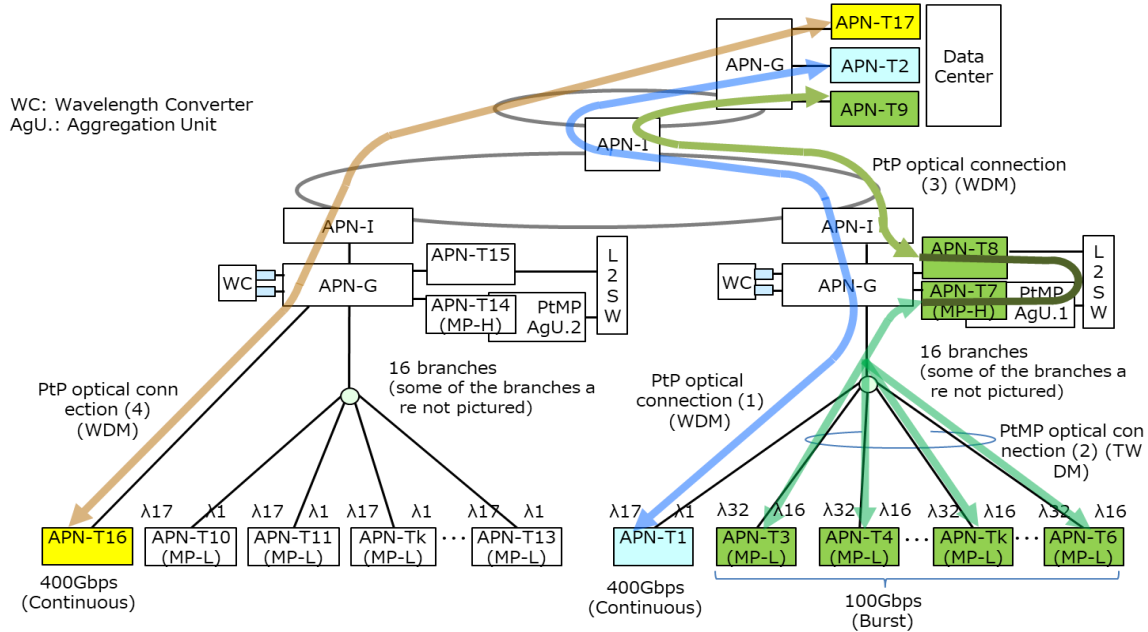 APN-T17
APN-G
APN-T2
Data
Center
APN-T9
WC: Wavelength Converter
AgU.: Aggregation Unit
APN-I
PtP optical connection
(3) (WDM)
APN-I
APN-I
APN-T15
L
2
S
W
WC
APN-G
APN-T14
(MP-H)
PtMP
AgU.2
APN-T8
L
2
S
W
WC
APN-G
APN-T7
(MP-H)
PtMP
AgU.1
16 branches
(some of the branches a
re not pictured)
PtP optical conn
ection (4)
(WDM)
PtP optical
connection (1)
(WDM)
16 branches
(some of the branches a
re not pictured)
PtMP optical con
nection (2) (TW
DM)
λ17 λ1 λ17 λ1 λ17 λ1 λ17 λ1
λ17 λ1 λ32 λ16 λ32 λ16 λ32 λ16 λ32 λ16
APN-T16
APN-T10
(MP-L)
APN-T11
(MP-L)
APN-Tk
(MP-L)
...
APN-T13
(MP-L)
APN-T1
APN-T3
(MP-L)
APN-T4
(MP-L)
...
APN-Tk
(MP-L)
...
APN-T6
(MP-L)
400Gbps
(Continuous)
400Gbps
(Continuous)
100Gbps
(Burst)